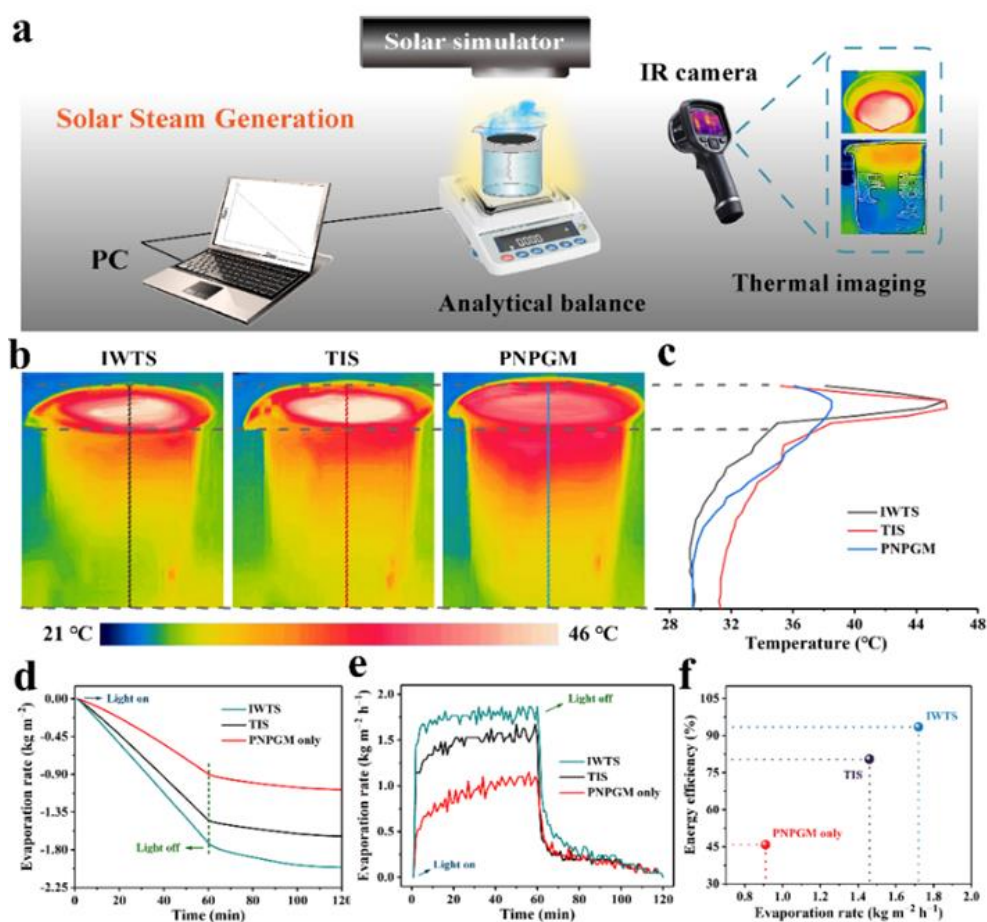 a
Solar simulator
IR camera
Solar Steam Generation
PC
Analytical balance
Thermal imaging
b
IWTS
TIS
PNPGM
c
IWTS
TIS
PNPGM
21 °C
46 °C
28
32
36
40
44
48
Temperature (°C)
d
0.00
-0.45
-0.90
-1.35
-1.80
-2.25
Evaporation rate (kg m⁻²)
Light on
IWTS
TIS
PNPGM only
Light off
0
20
40
60
80
100
120
Time (min)
e
2.0
1.5
1.0
0.5
0.0
Evaporation rate (kg m⁻² h⁻¹)
Light off
IWTS
TIS
PNPGM only
Light on
0
20
40
60
80
100
120
Time (min)
f
105
90
75
60
45
30
Energy efficiency (%)
IWTS
TIS
PNPGM only
0.8
1.0
1.2
1.4
1.6
1.8
2.0
Evaporation rate (kg m⁻² h⁻¹)